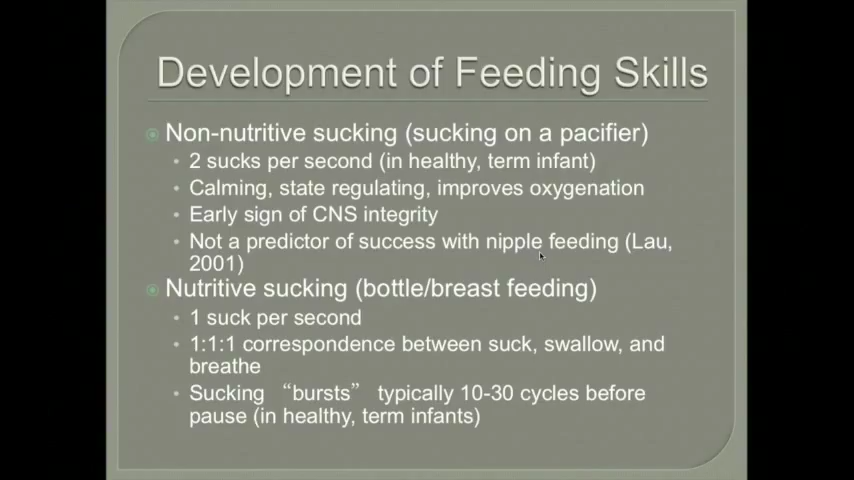 Development of Feeding Skills
Non-nutritive sucking (sucking on a pacifier)
2 sucks per second (in healthy, term infant)
Calming, state regulating, improves oxygenation
Early sign of CNS integrity
Not a predictor of success with nipple feeding (Lau,
2001)
Nutritive sucking (bottle/breast feeding)
1 suck per second
1:1:1 correspondence between suck, swallow, and
breathe
Sucking “bursts” typically 10-30 cycles before
pause (in healthy, term infants)